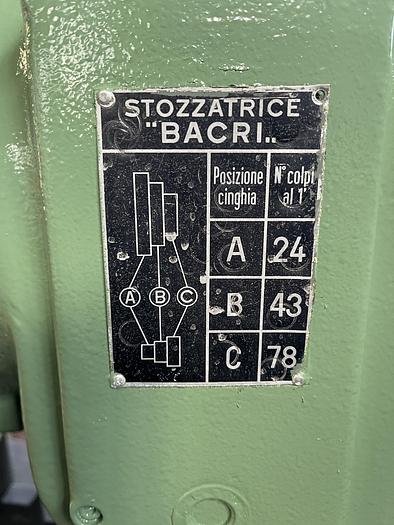 STOZZATRICE
"BACRI"
Posizione cinghia N° colpi al 1'
A B C
A 24
B 43
C 78